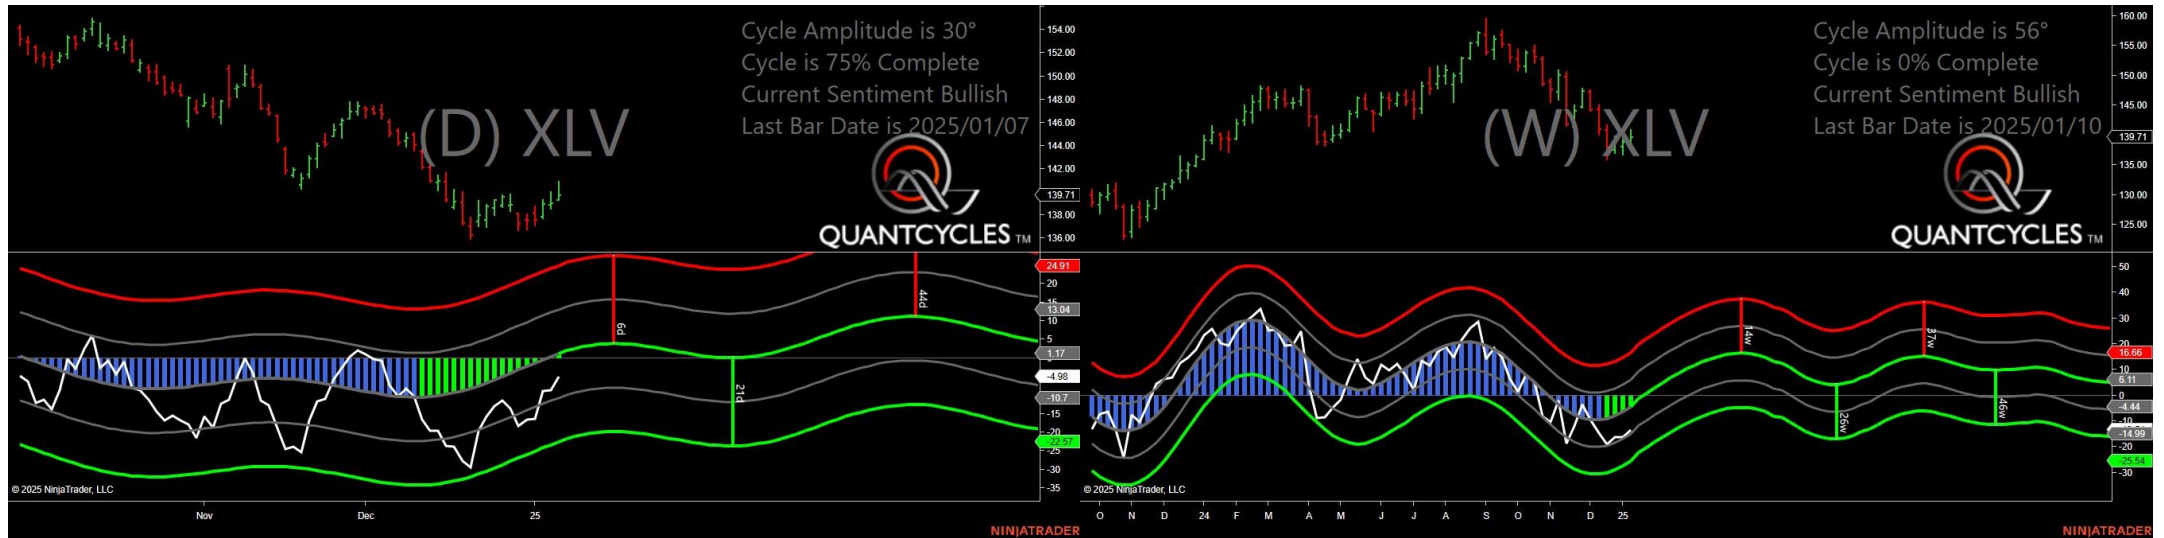 Cycle Amplitude is 30°
Cycle is 75% Complete
Current Sentiment Bullish
Last Bar Date is 2025/01/07
(D) XLV
QUANTCYCLES TM
154.00
152.00
150.00
148.00
146.00
144.00
142.00
139.71
138.00
136.00
24.91
20
15
13.04
10
5
1.17
-4.98
-10.7
-15
-20
-22.57
-25
-30
-35
6d
21d
44d
© 2025 NinjaTrader, LLC
Nov
Dec
25
NINJATRADER
Cycle Amplitude is 56°
Cycle is 0% Complete
Current Sentiment Bullish
Last Bar Date is 2025/01/10
(W) XLV
QUANTCYCLES TM
160.00
155.00
150.00
145.00
139.71
135.00
130.00
125.00
50
40
30
20
16.66
10
6.11
0
-4.44
-10
-14.99
-20
-25.54
-30
14w
26w
37w
46w
© 2025 NinjaTrader, LLC
O N D 24 F M A M J J A S O N D 25
NINJATRADER